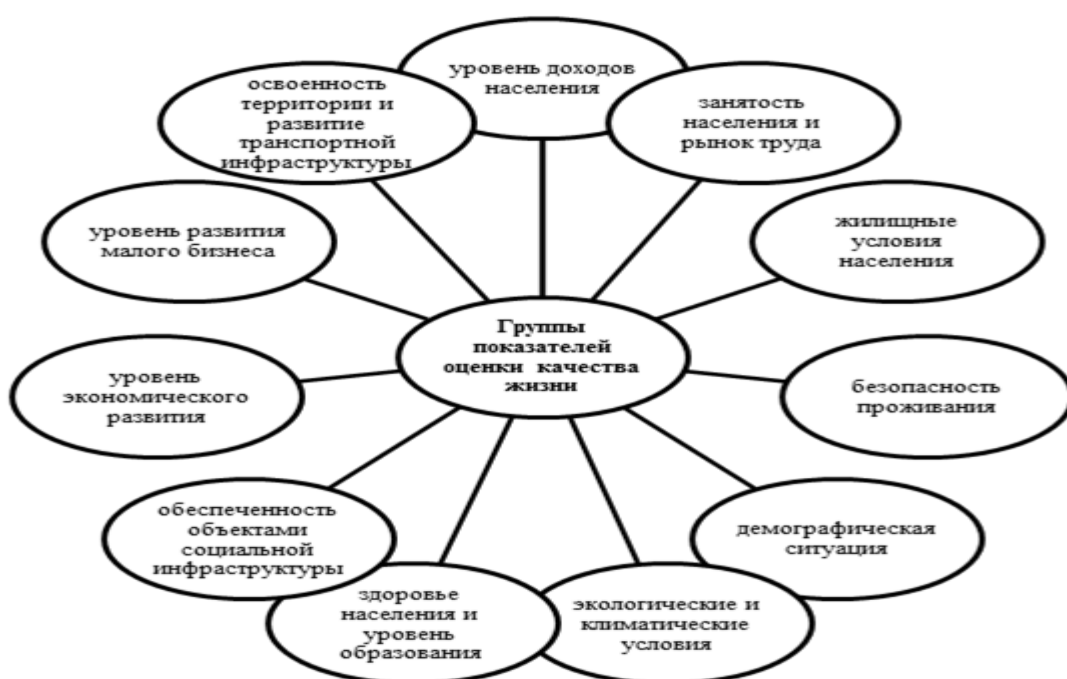 уровень доходов
населения
занятость
населения и
рынок труда
жилищные
условия
населения
безопасность
проживания
демографическая
ситуация
экологические и
климатические
условия
здоровье
населения и
уровень
образования
обеспеченность
объектами
социальной
инфраструктуры
уровень
экономического
развития
уровень развития
малого бизнеса
освоенность
территории и
развитие
транспортной
инфраструктуры
Группы
показателей
оценки качества
жизни